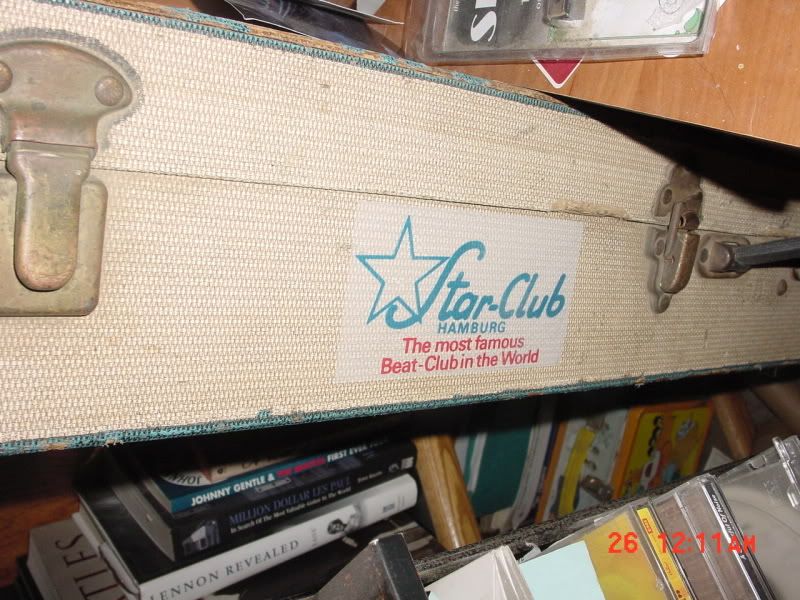 Star-Club
HAMBURG
The most famous
Beat-Club in the World
JOHNNY GENTLE &
FIRST EVER
MILLION DOLLAR LES PAUL
In Search Of The Most Valuable Guitar In The World
LENNON REVEALED
26 12:11AM